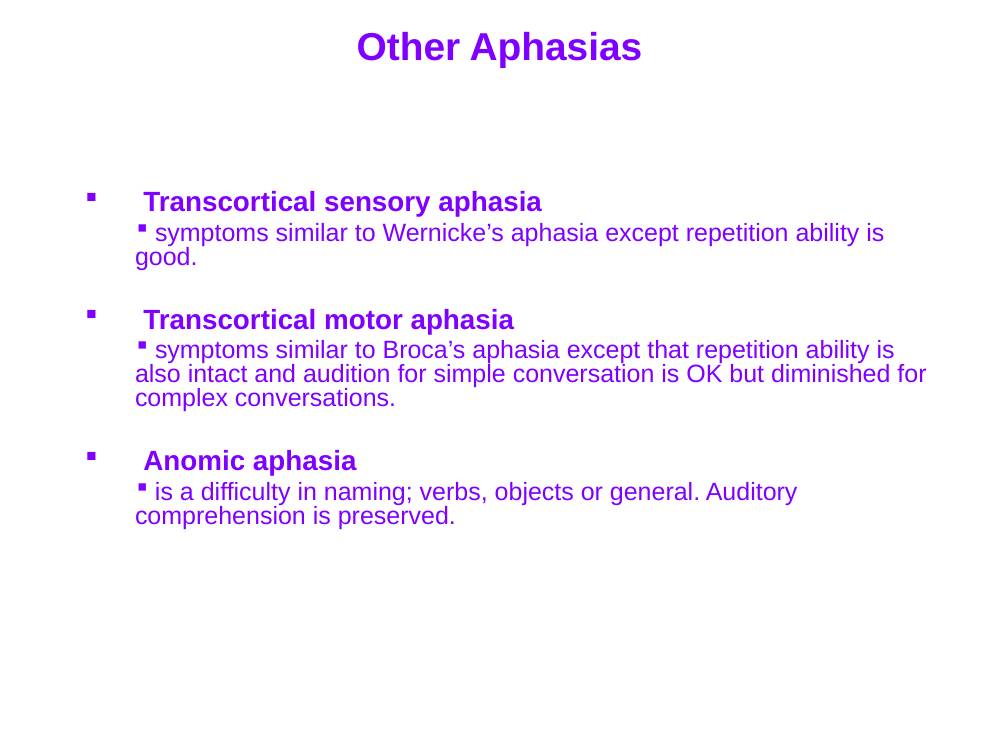 Other Aphasias
▪ Transcortical sensory aphasia
▪ symptoms similar to Wernicke’s aphasia except repetition ability is
good.
▪ Transcortical motor aphasia
▪ symptoms similar to Broca’s aphasia except that repetition ability is
also intact and audition for simple conversation is OK but diminished for
complex conversations.
▪ Anomic aphasia
▪ is a difficulty in naming; verbs, objects or general. Auditory
comprehension is preserved.